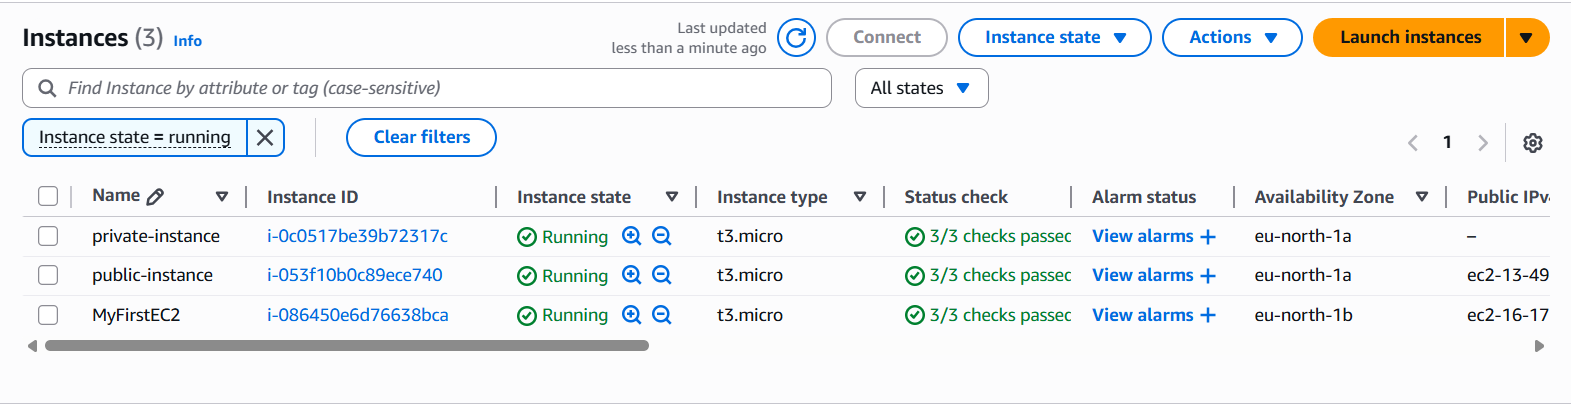 Instances (3) Info
Last updated
less than a minute ago
Connect
Instance state
Actions
Launch instances
Find Instance by attribute or tag (case-sensitive)
All states
Instance state = running
Clear filters
1
Name Instance ID Instance state Instance type Status check Alarm status Availability Zone Public IPv4
private-instance i-0c0517be39b72317c Running t3.micro 3/3 checks passed View alarms + eu-north-1a –
public-instance i-053f10b0c89ece740 Running t3.micro 3/3 checks passed View alarms + eu-north-1a ec2-13-49
MyFirstEC2 i-086450e6d76638bca Running t3.micro 3/3 checks passed View alarms + eu-north-1b ec2-16-17